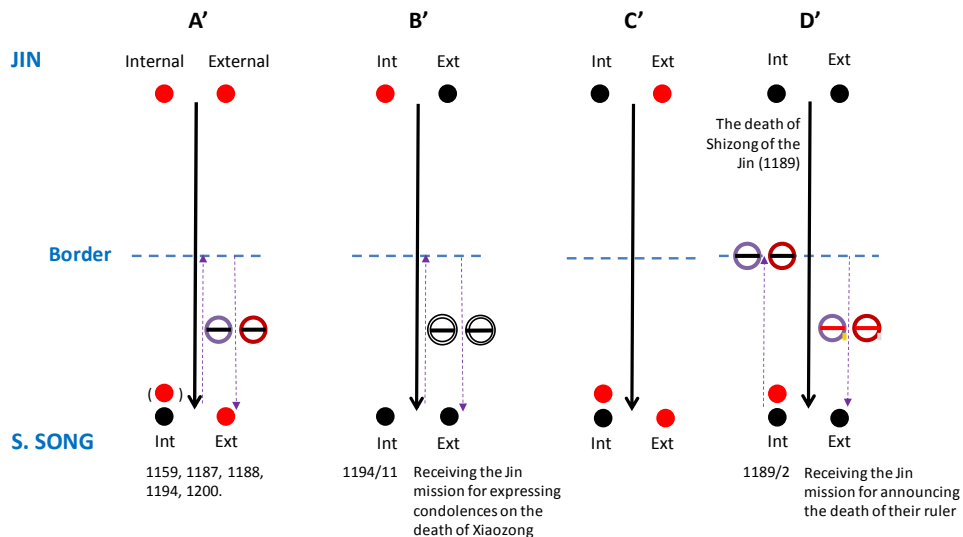 A’ B’ C’ D’
JIN
Internal External Int Ext Int Ext Int Ext
The death of
Shizong of the
Jin (1189)
Border
( )
Int Ext Int Ext Int Ext Int Ext
S. SONG
1159, 1187, 1188,
1194, 1200.
1194/11 Receiving the Jin
mission for expressing
condolences on the
death of Xiaozong
1189/2 Receiving the Jin
mission for announcing
the death of their ruler